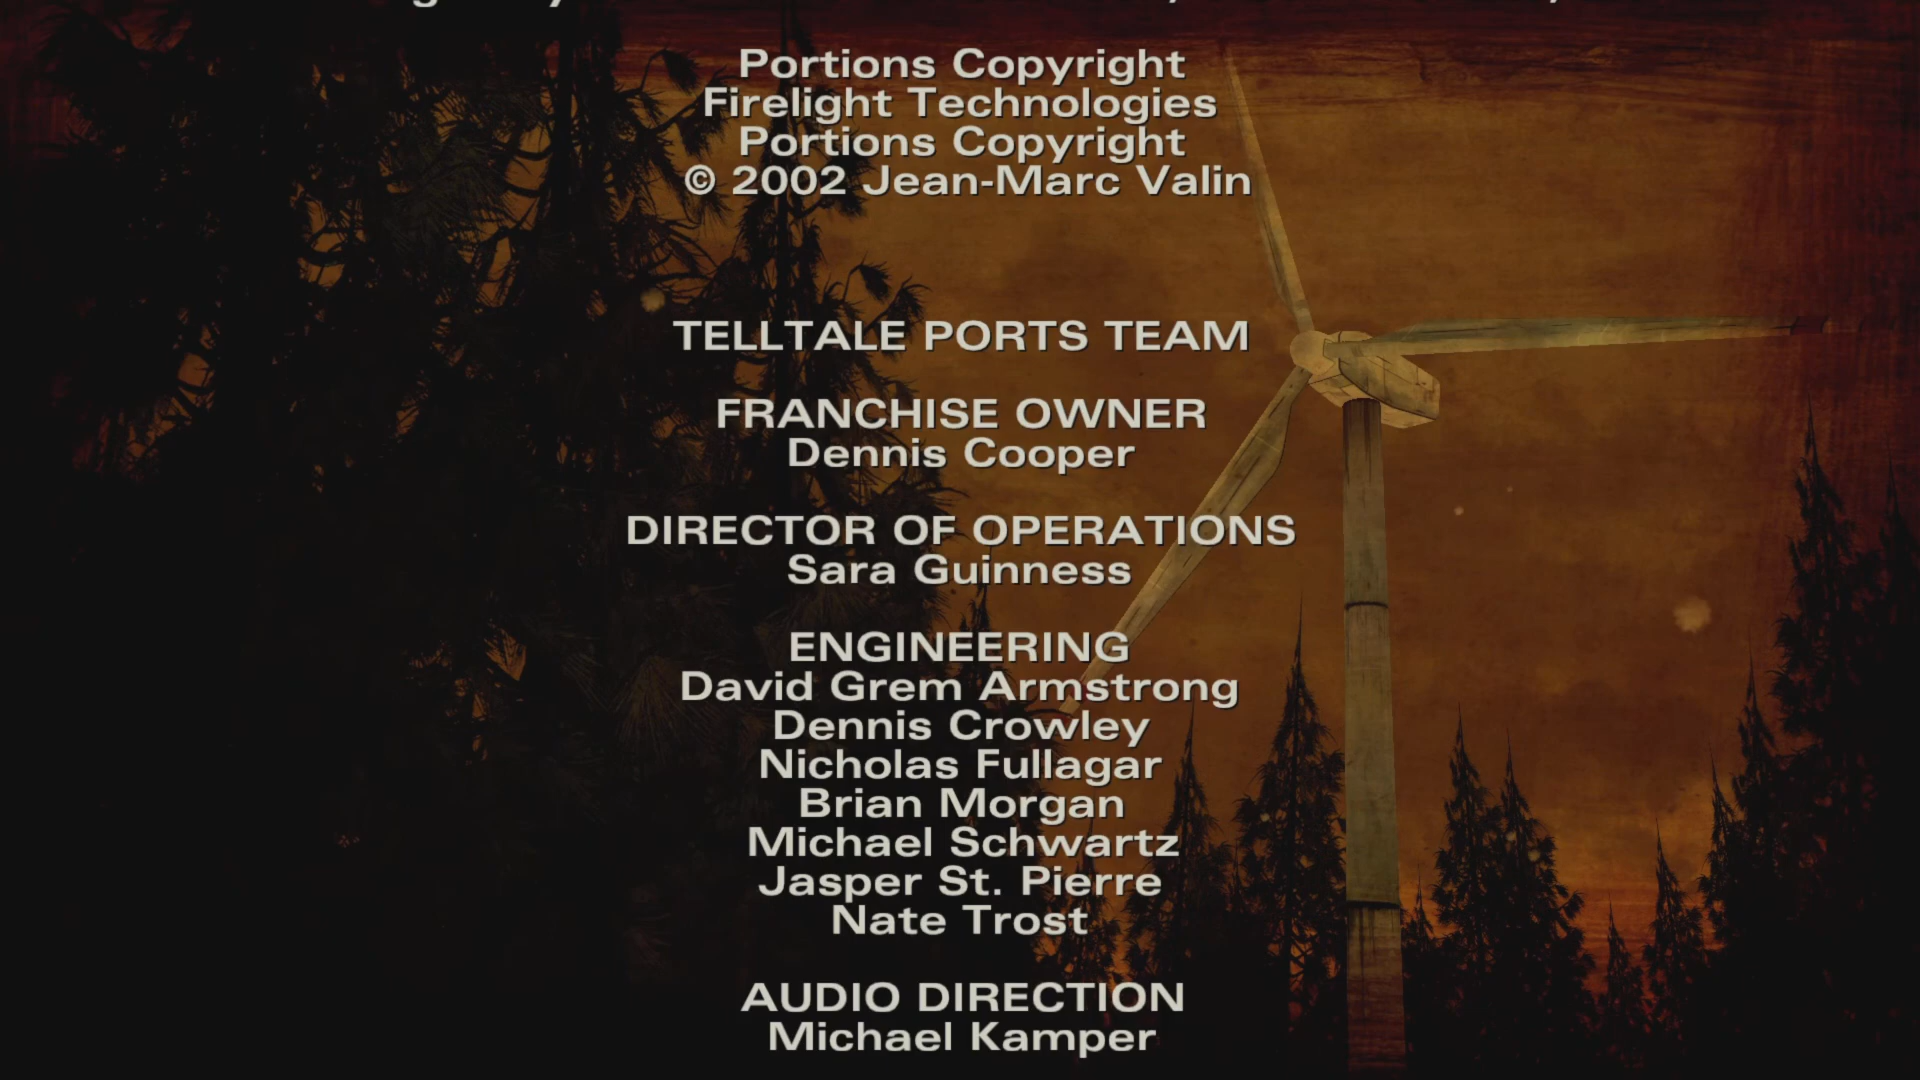 Portions Copyright
Firelight Technologies
Portions Copyright
© 2002 Jean-Marc Valin
TELLTALE PORTS TEAM
FRANCHISE OWNER
Dennis Cooper
DIRECTOR OF OPERATIONS
Sara Guinness
ENGINEERING
David Grem Armstrong
Dennis Crowley
Nicholas Fullagar
Brian Morgan
Michael Schwartz
Jasper St. Pierre
Nate Trost
AUDIO DIRECTION
Michael Kamper